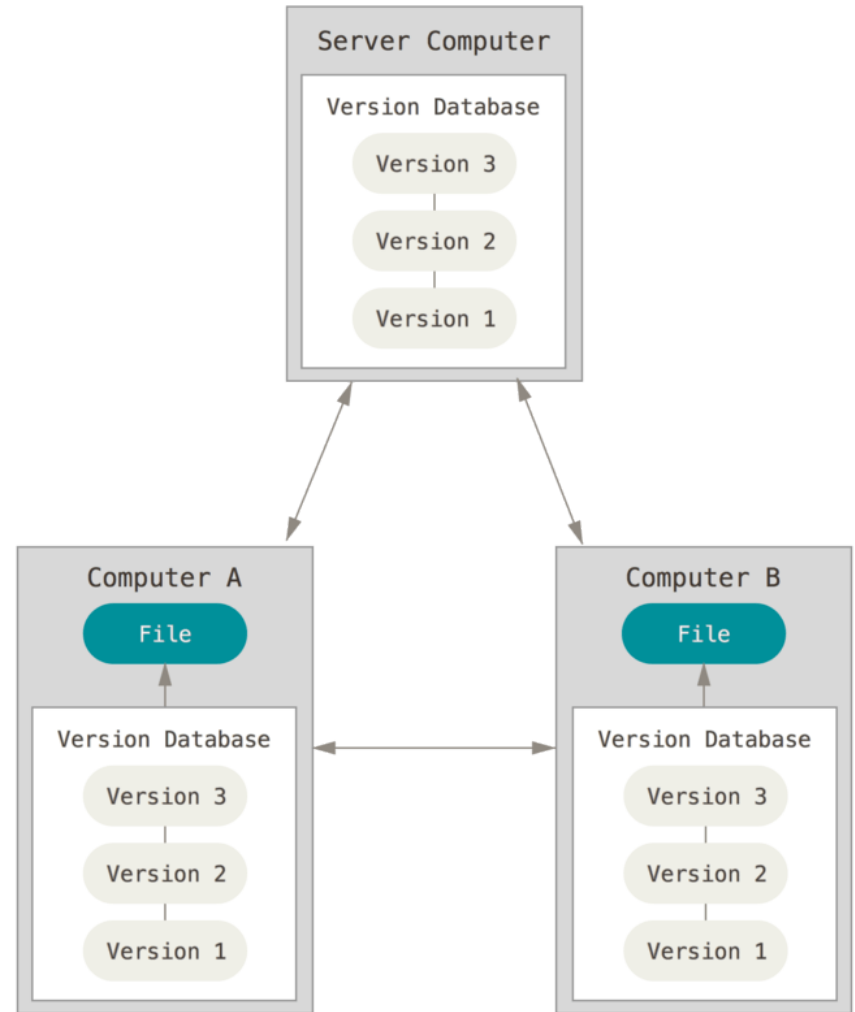 Server Computer
Version Database
Version 3
Version 2
Version 1
Computer A
File
Version Database
Version 3
Version 2
Version 1
Computer B
File
Version Database
Version 3
Version 2
Version 1